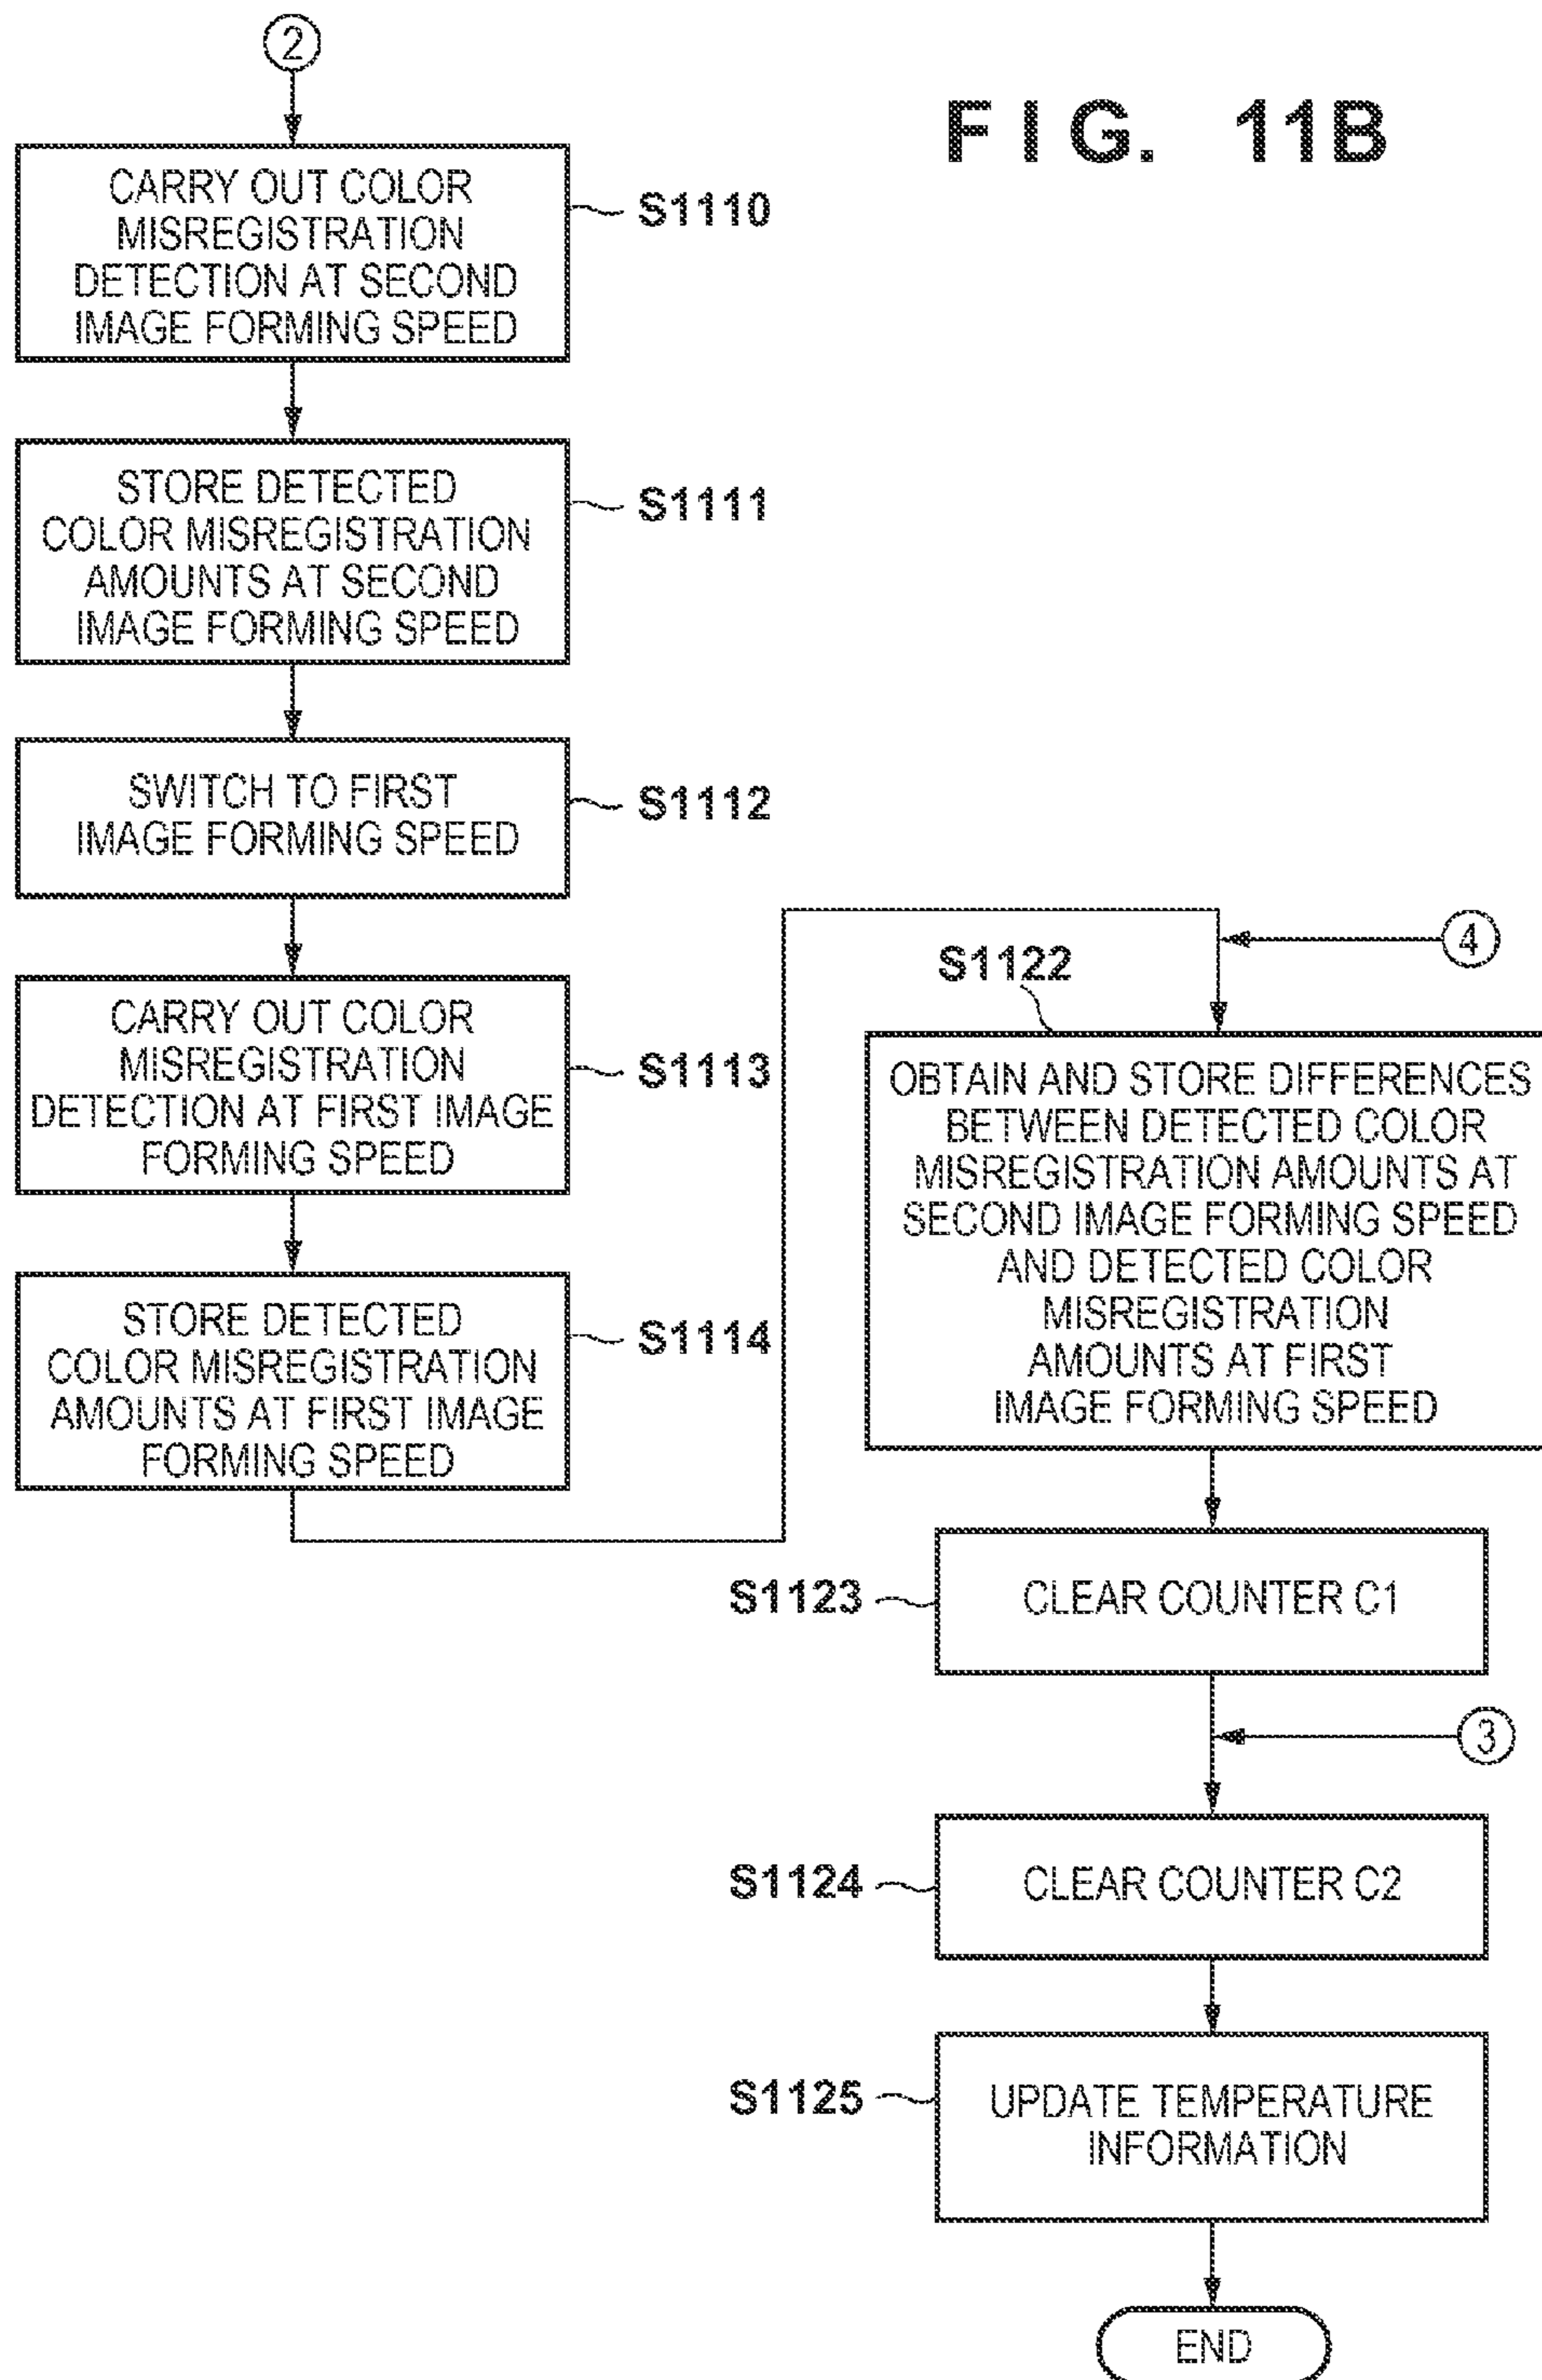 2
FIG. 11B
CARRY OUT COLOR
MISREGISTRATION
DETECTION AT SECOND
IMAGE FORMING SPEED
S1110
STORE DETECTED
COLOR MISREGISTRATION
AMOUNTS AT SECOND
IMAGE FORMING SPEED
S1111
SWITCH TO FIRST
IMAGE FORMING SPEED
S1112
CARRY OUT COLOR
MISREGISTRATION
DETECTION AT FIRST IMAGE
FORMING SPEED
S1113
STORE DETECTED
COLOR MISREGISTRATION
AMOUNTS AT FIRST IMAGE
FORMING SPEED
S1114
4
S1122
OBTAIN AND STORE DIFFERENCES
BETWEEN DETECTED COLOR
MISREGISTRATION AMOUNTS AT
SECOND IMAGE FORMING SPEED
AND DETECTED COLOR
MISREGISTRATION
AMOUNTS AT FIRST
IMAGE FORMING SPEED
S1123
CLEAR COUNTER C1
3
S1124
CLEAR COUNTER C2
S1125
UPDATE TEMPERATURE
INFORMATION
END